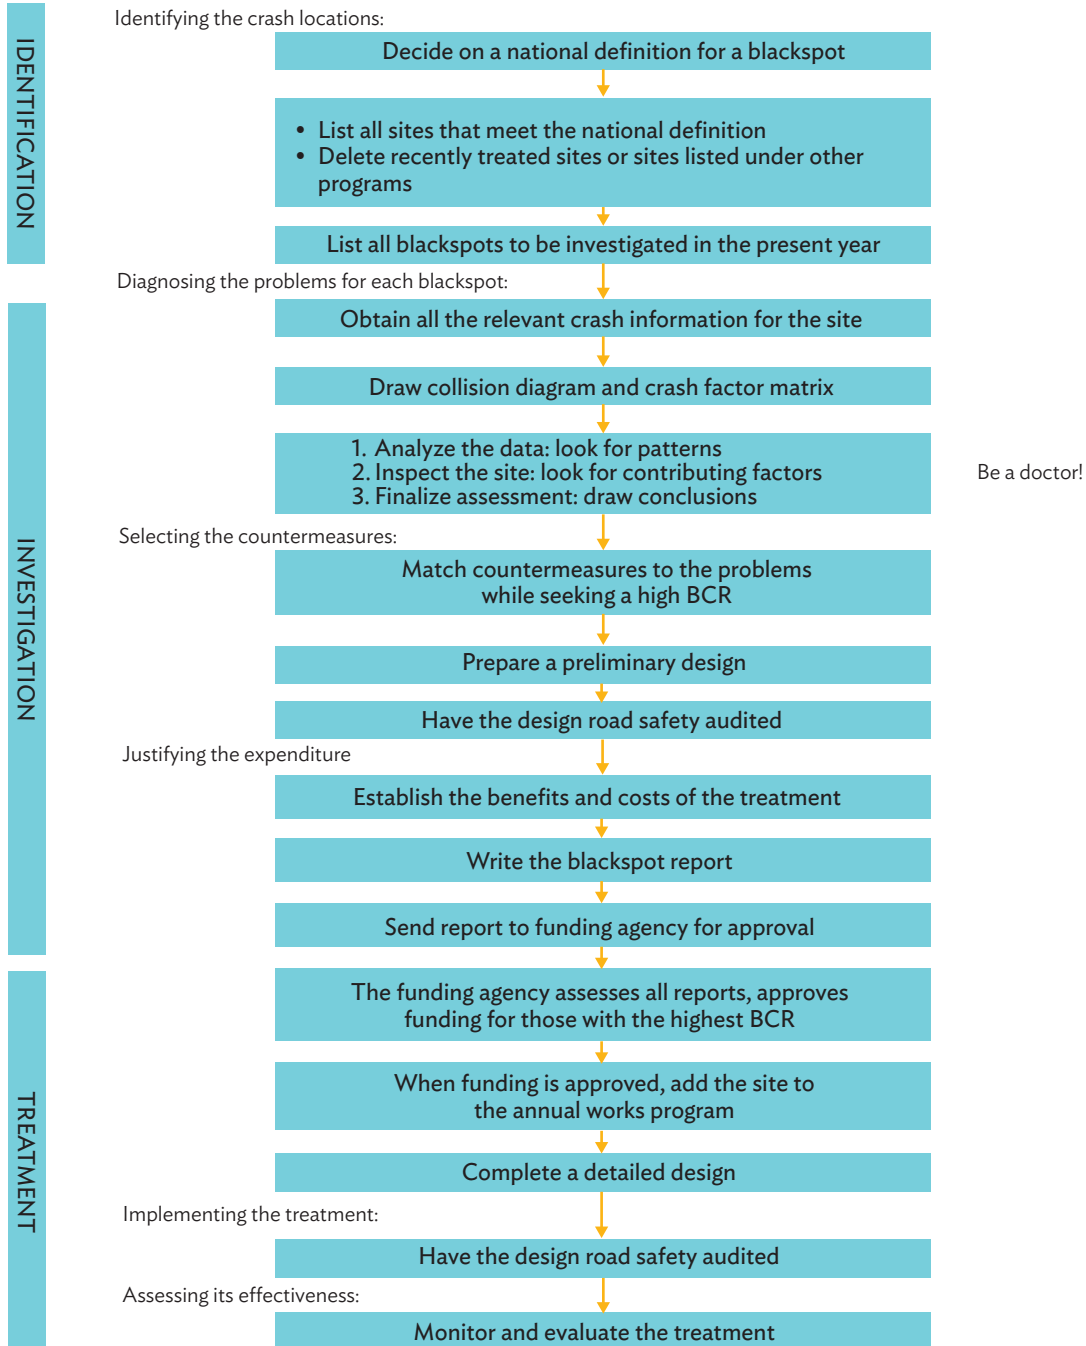 IDENTIFICATION
Identifying the crash locations:
Decide on a national definition for a blackspot
• List all sites that meet the national definition
• Delete recently treated sites or sites listed under other
programs
List all blackspots to be investigated in the present year
Diagnosing the problems for each blackspot:
INVESTIGATION
Obtain all the relevant crash information for the site
Draw collision diagram and crash factor matrix
1. Analyze the data: look for patterns
2. Inspect the site: look for contributing factors
3. Finalize assessment: draw conclusions
Be a doctor!
Selecting the countermeasures:
Match countermeasures to the problems
while seeking a high BCR
Prepare a preliminary design
Have the design road safety audited
Justifying the expenditure
Establish the benefits and costs of the treatment
Write the blackspot report
Send report to funding agency for approval
TREATMENT
The funding agency assesses all reports, approves
funding for those with the highest BCR
When funding is approved, add the site to
the annual works program
Complete a detailed design
Implementing the treatment:
Have the design road safety audited
Assessing its effectiveness:
Monitor and evaluate the treatment